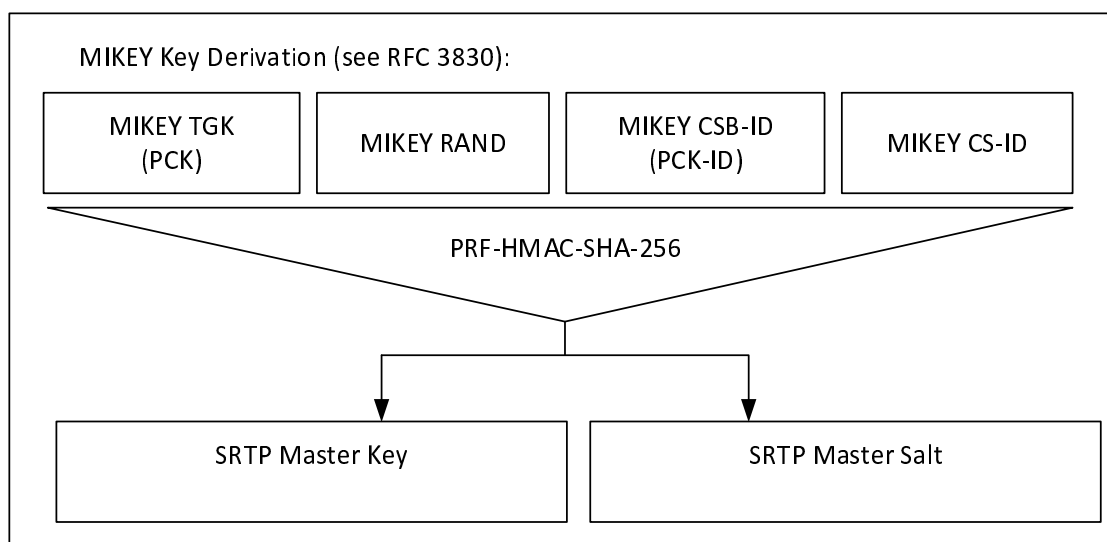 MIKEY Key Derivation (see RFC 3830):
MIKEY TGK
(PCK)
MIKEY RAND
MIKEY CSB-ID
(PCK-ID)
MIKEY CS-ID
PRF-HMAC-SHA-256
SRTP Master Key
SRTP Master Salt